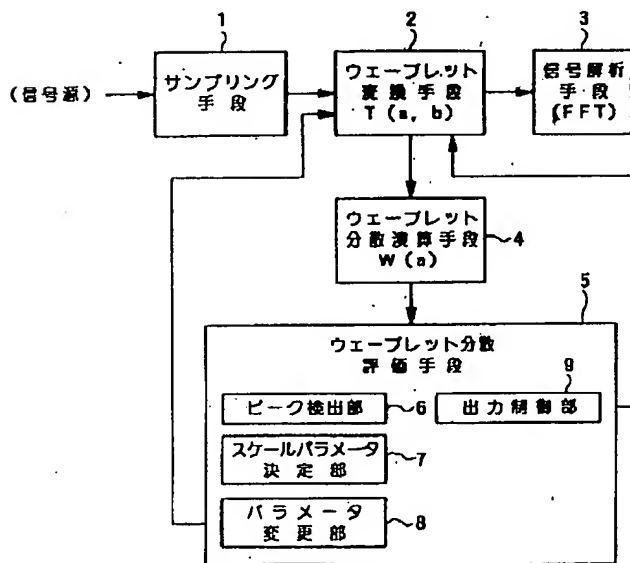 1
2
3
(信号源)
サンプリング
手段
ウェーブレット
変換手段
T (a, b)
信号解析
手段
(FFT)
ウェーブレット
分散演算手段
W (a)
4
5
ウェーブレット分散
評価手段
ピーク検出部
6
9
出力制御部
スケールパラメータ
決定部
7
パラメータ
変更部
8